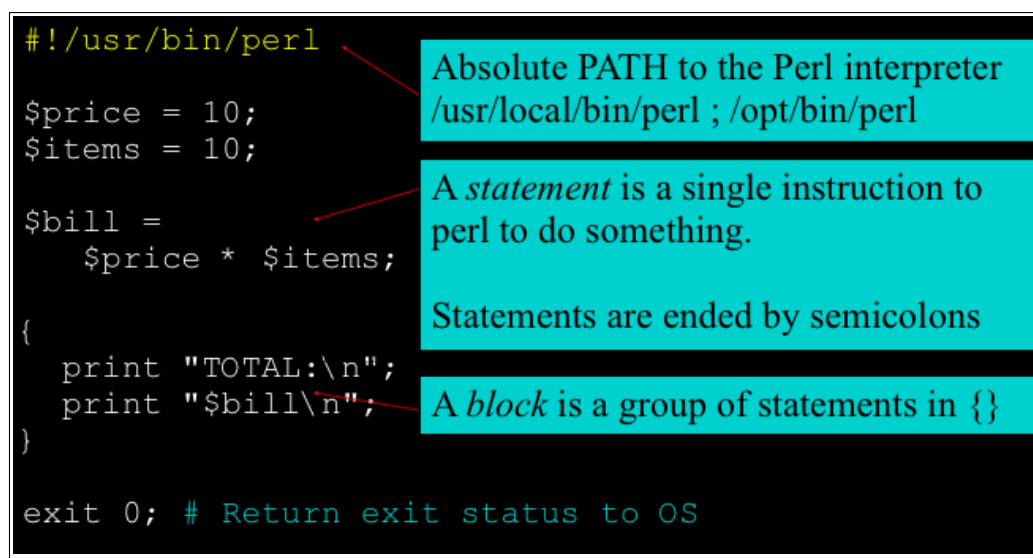 #!/usr/bin/perl
Absolute PATH to the Perl interpreter
/usr/local/bin/perl ; /opt/bin/perl
$price = 10;
$items = 10;
A statement is a single instruction to
perl to do something.
Statements are ended by semicolons
$bill =
$price * $items;
{
print "TOTAL:\n";
print "$bill\n";
}
A block is a group of statements in {}
exit 0; # Return exit status to OS